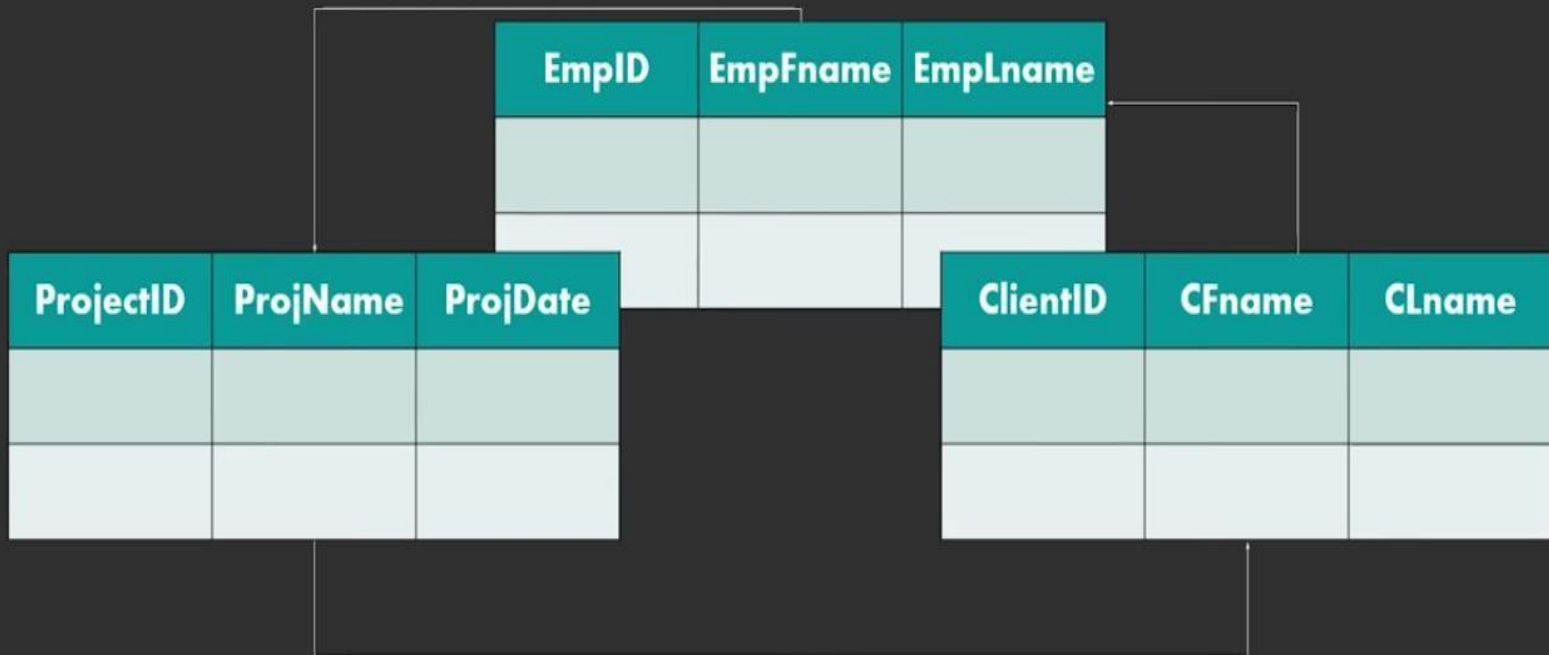 EmpID EmpFname EmpLname
ProjectID ProjName ProjDate
ClientID CFname CLname